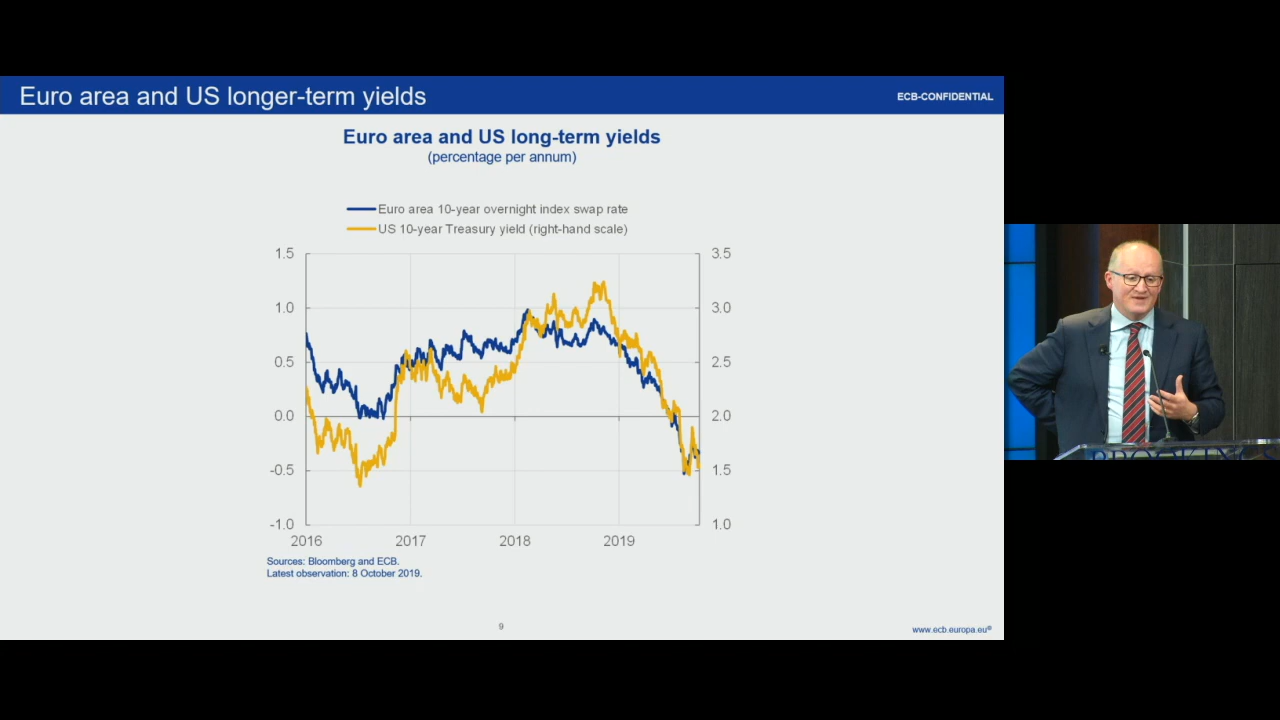 Euro area and US longer-term yields
ECB-CONFIDENTIAL
Euro area and US long-term yields
(percentage per annum)
Euro area 10-year overnight index swap rate
US 10-year Treasury yield (right-hand scale)
1.5
3.5
1.0
3.0
0.5
2.5
0.0
2.0
-0.5
1.5
-1.0
1.0
2016
2017
2018
2019
Sources: Bloomberg and ECB.
Latest observation: 8 October 2019.
9
www.ecb.europa.eu®
BROOKINGS